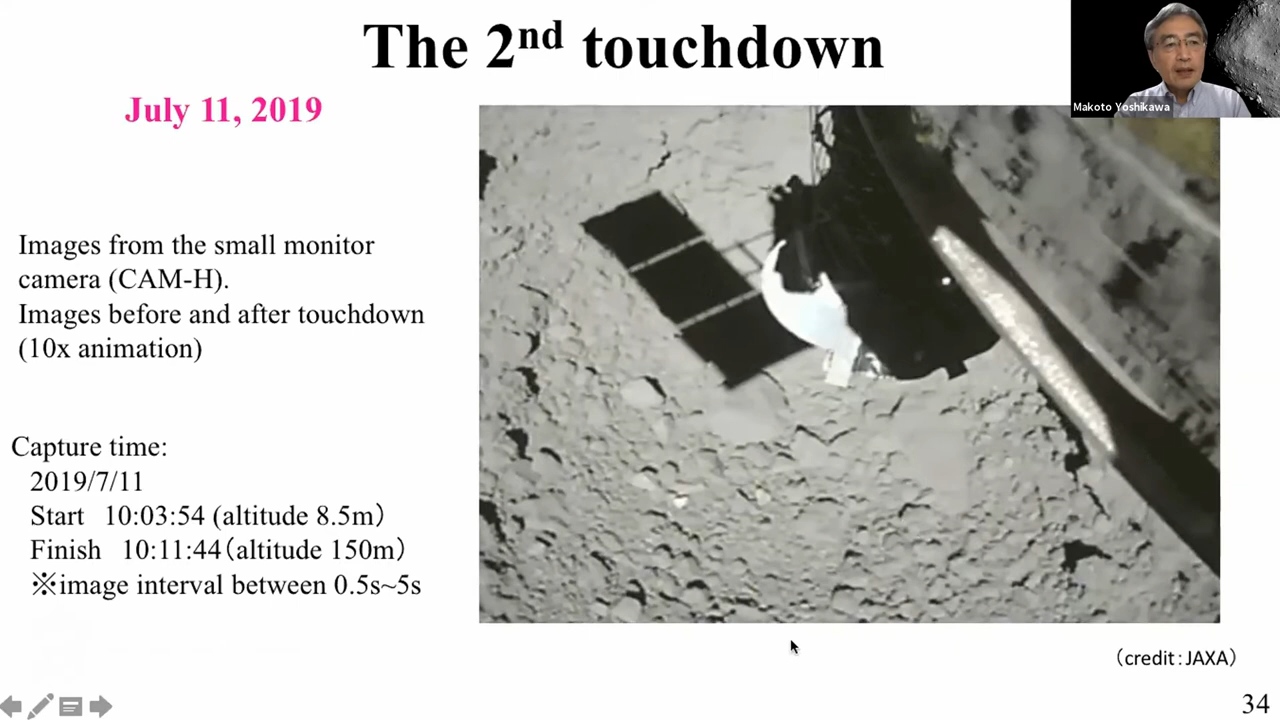 The 2nd touchdown
Makoto Yoshikawa
July 11, 2019
Images from the small monitor
camera (CAM-H).
Images before and after touchdown
(10x animation)
Capture time:
2019/7/11
Start 10:03:54 (altitude 8.5m)
Finish 10:11:44(altitude 150m)
※image interval between 0.5s~5s
(credit:JAXA)
34